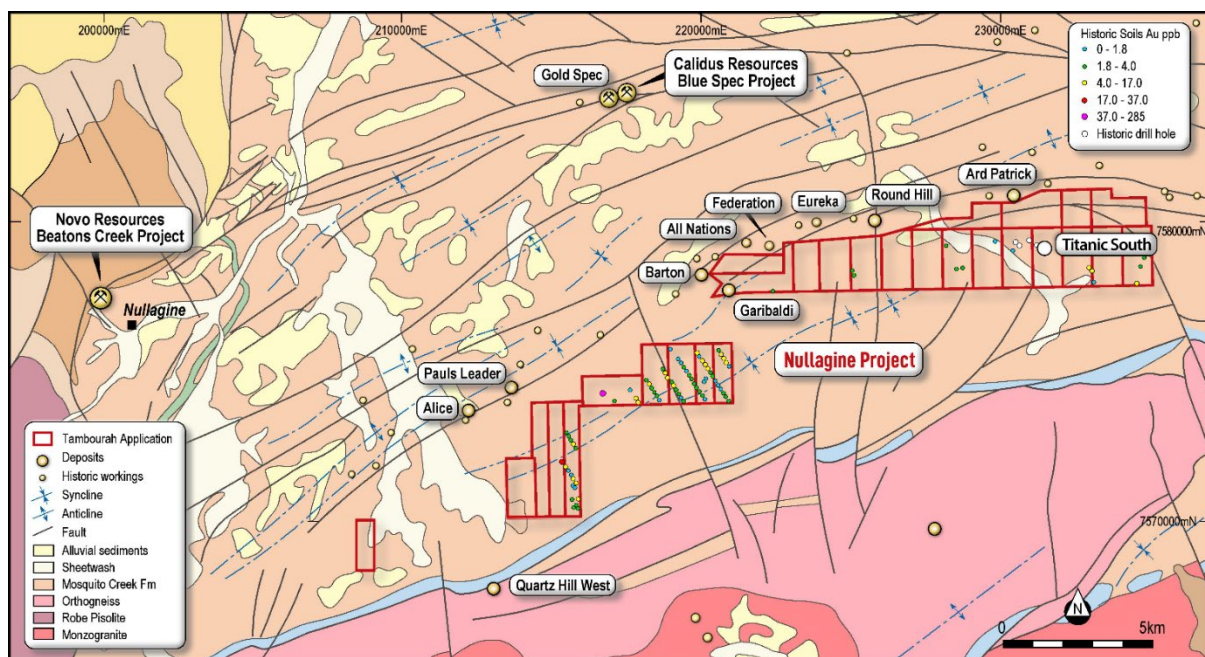 200000mE
210000mE
220000mE
230000mE
Historic Soils Au ppb
0 - 1.8
1.8 - 4.0
4.0 - 17.0
17.0 - 37.0
37.0 - 285
Historic drill hole
Gold Spec
Calidus Resources
Blue Spec Project
Novo Resources
Beatons Creek Project
Nullagine
Ard Patrick
Round Hill
Eureka
Federation
All Nations
Barton
Garibaldi
7580000mN
Titanic South
Nullagine Project
Pauls Leader
Alice
Quartz Hill West
7570000mN
Tambourah Application
Deposits
Historic workings
Syncline
Anticline
Fault
Alluvial sediments
Sheetwash
Mosquito Creek Fm
Orthogneiss
Robe Pisolite
Monzogranite
N
0
5km